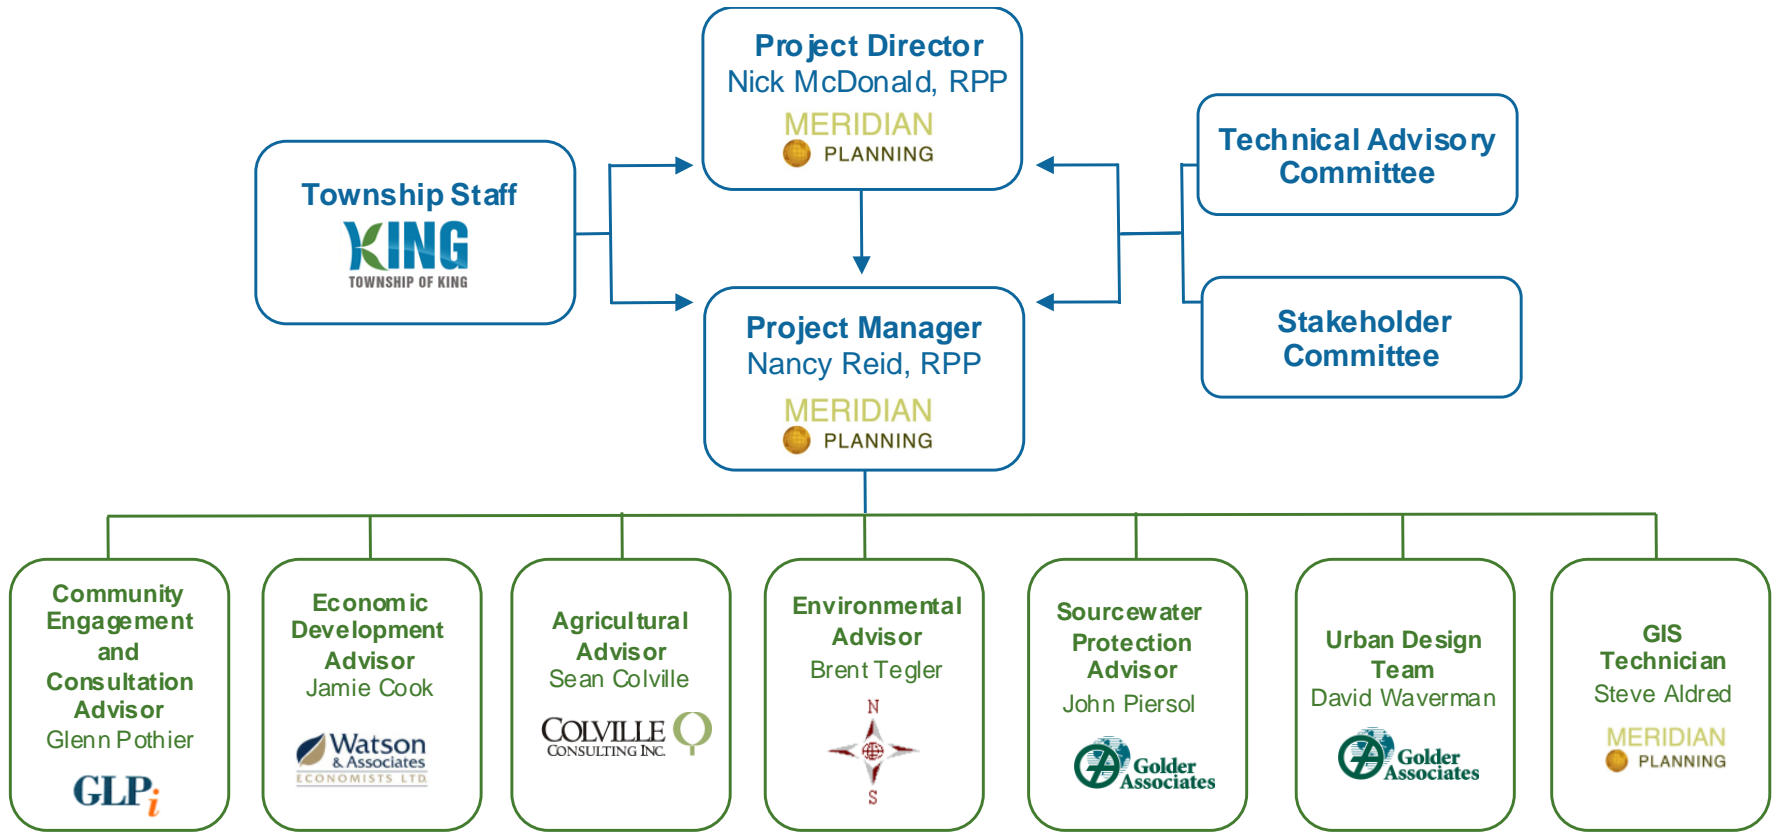 Project Director
Nick McDonald, RPP
MERIDIAN
PLANNING
Technical Advisory
Committee
Township Staff
KING
TOWNSHIP OF KING
Stakeholder
Committee
Project Manager
Nancy Reid, RPP
MERIDIAN
PLANNING
Community
Engagement
and
Consultation
Advisor
Glenn Pothier
GLPi
Economic
Development
Advisor
Jamie Cook
Watson
& Associates
ECONOMISTS LTD.
Agricultural
Advisor
Sean Colville
COLVILLE
CONSULTING INC.
Environmental
Advisor
Brent Tegler
N
S
Sourcewater
Protection
Advisor
John Piersol
Golder
Associates
Urban Design
Team
David Waverman
Golder
Associates
GIS
Technician
Steve Aldred
MERIDIAN
PLANNING